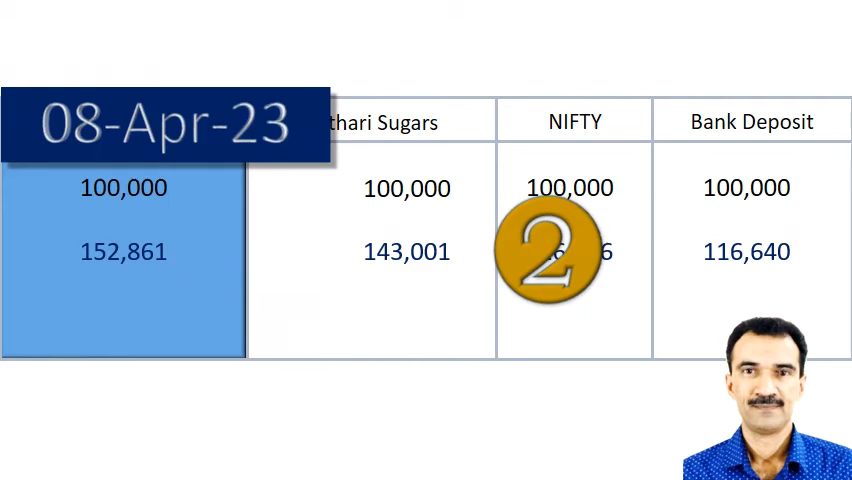 08-Apr-23
thari Sugars NIFTY Bank Deposit
100,000 100,000 100,000 100,000
152,861 143,001 116,640
2